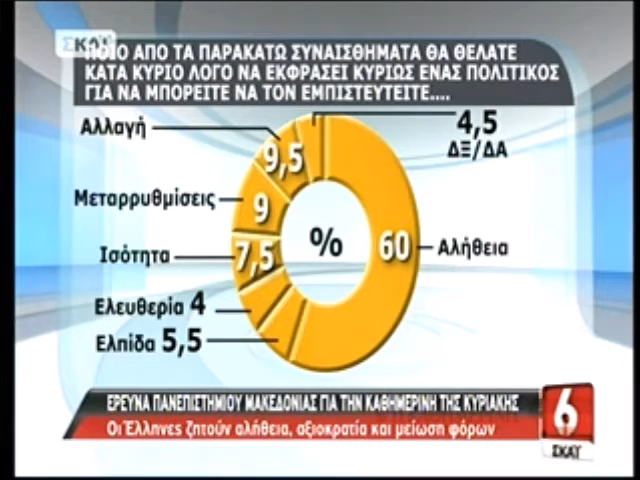 ΣΚΑΪ
ΠΟΙΟ ΑΠΟ ΤΑ ΠΑΡΑΚΑΤΩ ΣΥΝΑΙΣΘΗΜΑΤΑ ΘΑ ΘΕΛΑΤΕ
ΚΑΤΑ ΚΥΡΙΟ ΛΟΓΟ ΝΑ ΕΚΦΡΑΣΕΙ ΚΥΡΙΩΣ ΕΝΑΣ ΠΟΛΙΤΙΚΟΣ
ΓΙΑ ΝΑ ΜΠΟΡΕΙΤΕ ΝΑ ΤΟΝ ΕΜΠΙΣΤΕΥΤΕΙΤΕ....
Αλλαγή 9,5
4,5
ΔΞ/ΔΑ
Μεταρρυθμίσεις 9
Ισότητα 7,5
%
60 Αλήθεια
Ελευθερία 4
Ελπίδα 5,5
ΕΡΕΥΝΑ ΠΑΝΕΠΙΣΤΗΜΙΟΥ ΜΑΚΕΔΟΝΙΑΣ ΓΙΑ ΤΗΝ ΚΑΘΗΜΕΡΙΝΗ ΤΗΣ ΚΥΡΙΑΚΗΣ
Οι Έλληνες ζητούν αλήθεια, αξιοκρατία και μείωση φόρων
6
ΣΚΑΪ